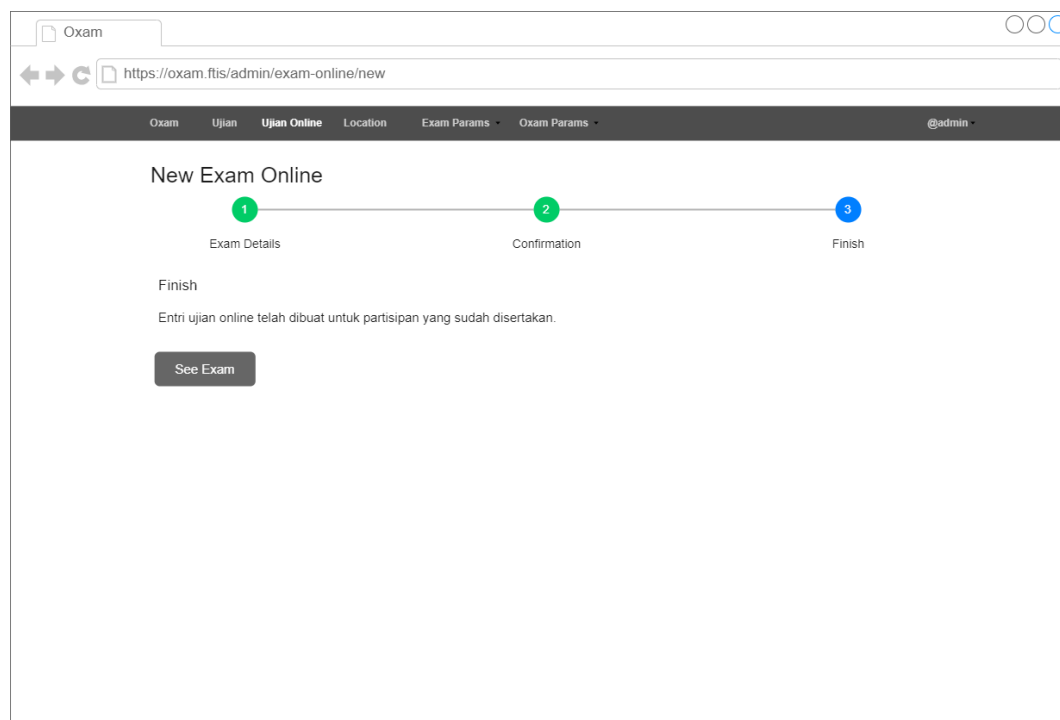 Oxam
https://oxam.ftis/admin/exam-online/new
Oxam Ujian Ujian Online Location Exam Params Oxam Params @admin
New Exam Online
1 2 3
Exam Details Confirmation Finish
Finish
Entri ujian online telah dibuat untuk partisipan yang sudah disertakan.
See Exam